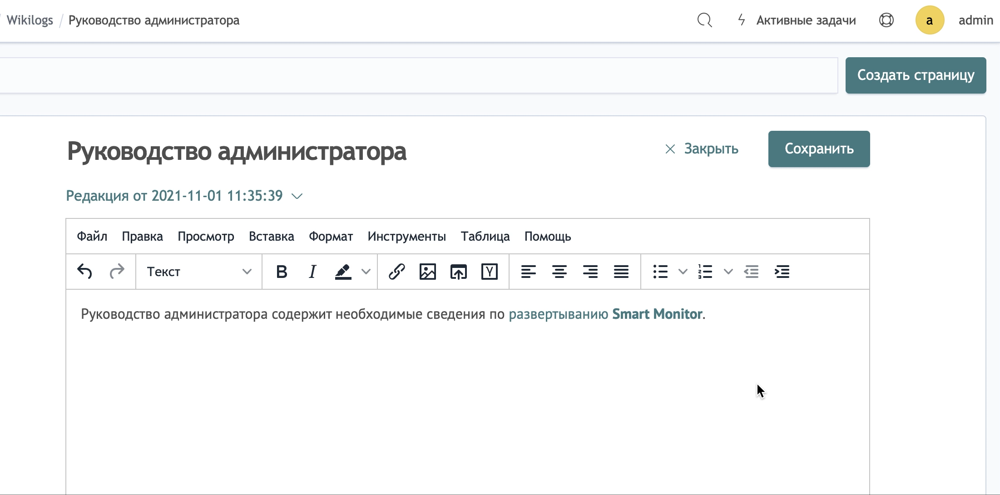 / Wikilogs / Руководство администратора
Активные задачи
a admin
Создать страницу
Руководство администратора
Закрыть
Сохранить
Редакция от 2021-11-01 11:35:39
Файл Правка Просмотр Вставка Формат Инструменты Таблица Помощь
Текст B I Y
Руководство администратора содержит необходимые сведения по развертыванию Smart Monitor.